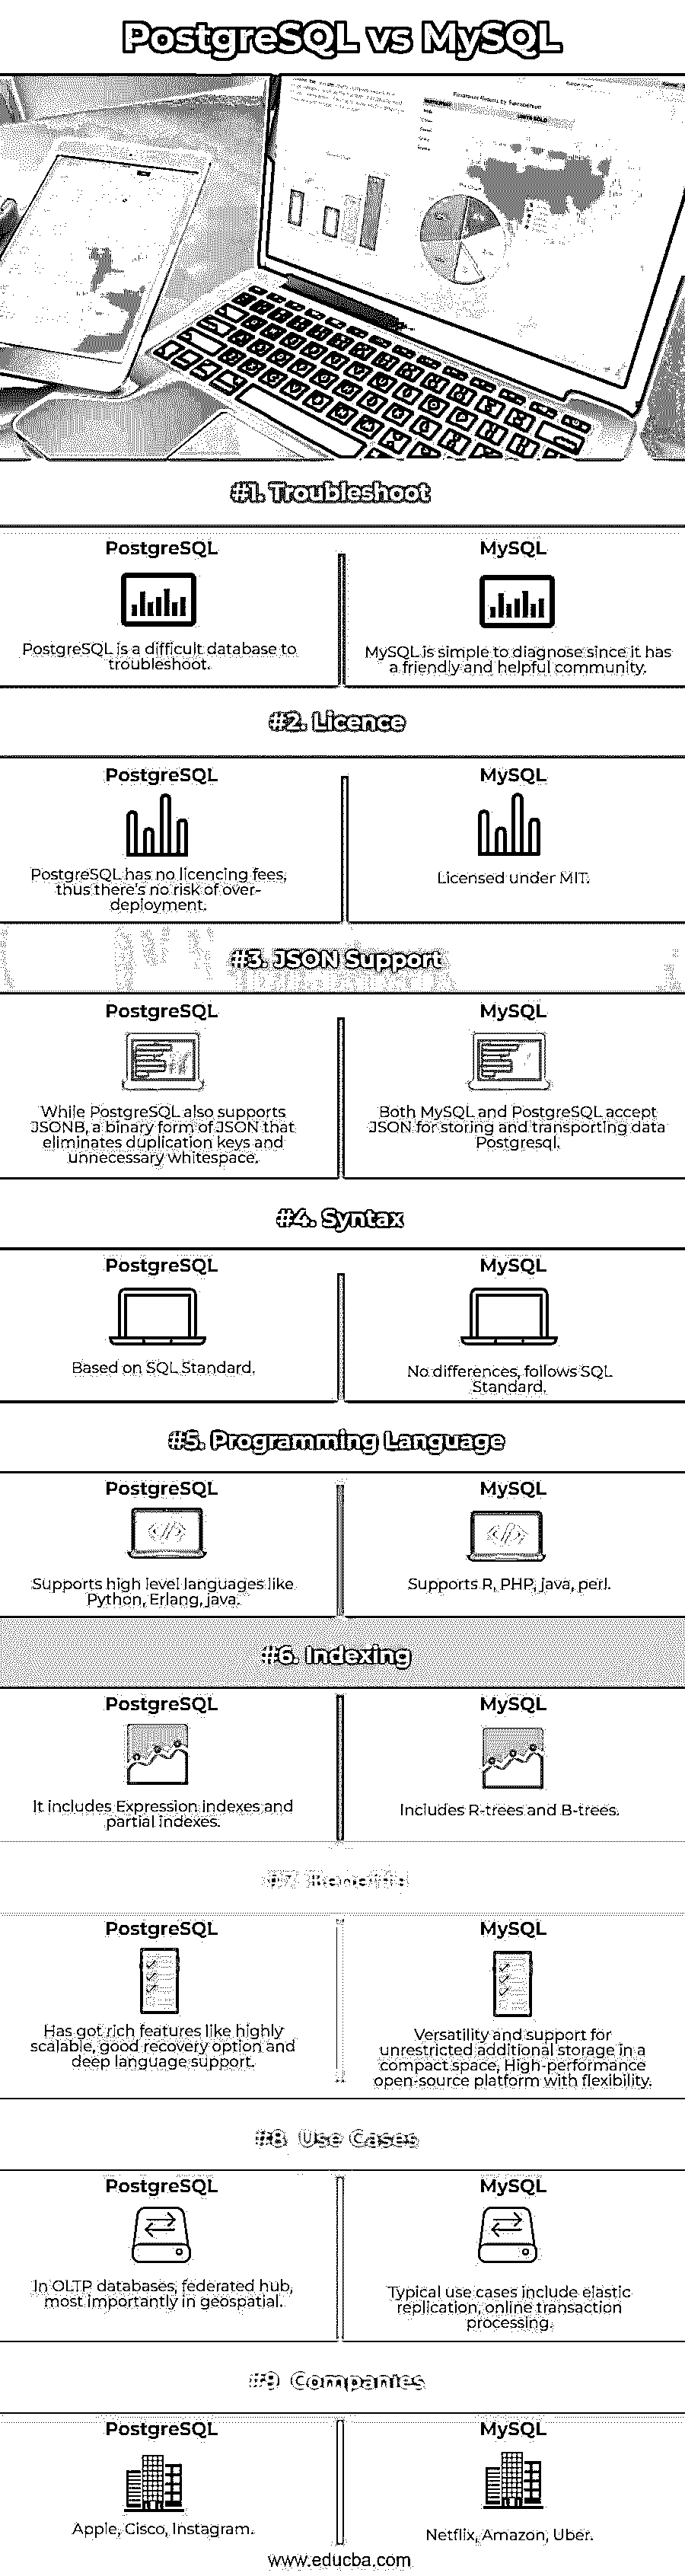 PostgreSQL vs MySQL
#1. Troubleshoot
PostgreSQL
PostgreSQL is a difficult database to
troubleshoot.
MySQL
MySQL is simple to diagnose since it has
a friendly and helpful community.
#2. Licence
PostgreSQL
PostgreSQL has no licencing fees,
thus there's no risk of over-
deployment.
MySQL
Licensed under MIT.
#3. JSON Support
PostgreSQL
While PostgreSQL also supports
JSONB, a binary form of JSON that
eliminates duplication keys and
unnecessary whitespace.
MySQL
Both MySQL and PostgreSQL accept
JSON for storing and transporting data
Postgresql.
#4. Syntax
PostgreSQL
Based on SQL Standard.
MySQL
No differences, follows SQL
Standard.
#5. Programming Language
PostgreSQL
Supports high level languages like
Python, Erlang, java.
MySQL
Supports R, PHP, java, perl.
#6. Indexing
PostgreSQL
It includes Expression indexes and
partial indexes.
MySQL
Includes R-trees and B-trees.
#7. Benefits
PostgreSQL
Has got rich features like highly
scalable, good recovery option and
deep language support.
MySQL
Versatility and support for
unrestricted additional storage in a
compact space, High-performance
open-source platform with flexibility.
#8. Use Cases
PostgreSQL
In OLTP databases, federated hub,
most importantly in geospatial.
MySQL
Typical use cases include elastic
replication, online transaction
processing.
#9 Companies
PostgreSQL
Apple, Cisco, Instagram.
MySQL
Netflix, Amazon, Uber.
www.educba.com